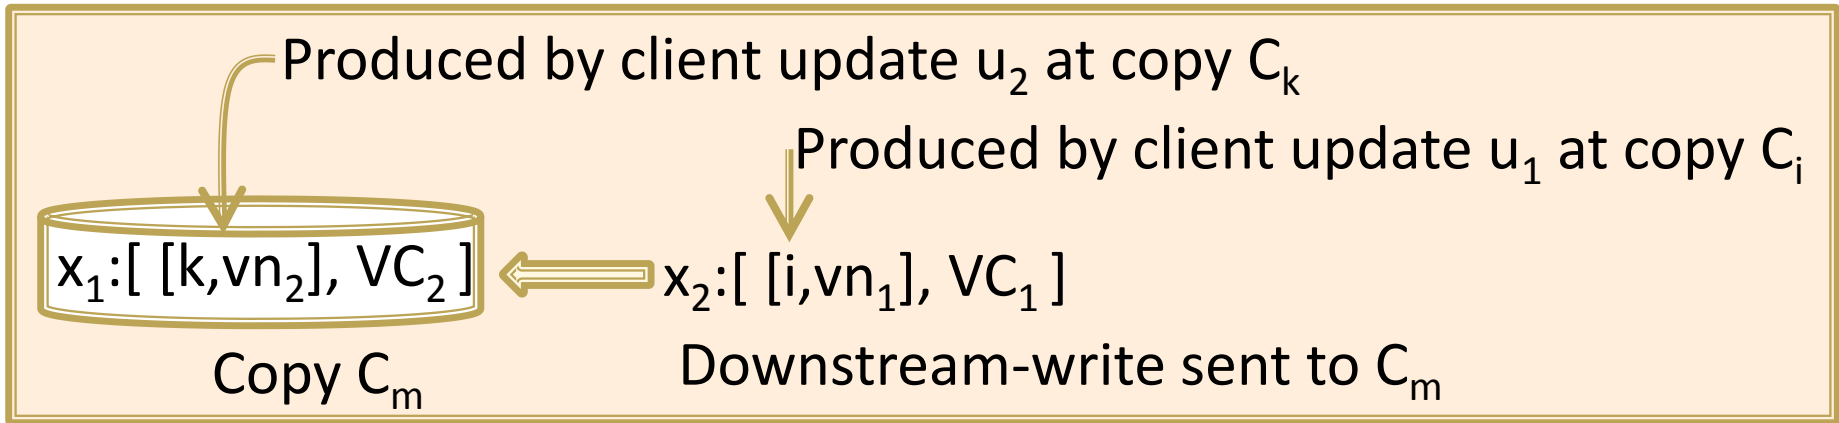 Produced by client update u₂ at copy Cₖ
Produced by client update u₁ at copy Cᵢ
x₁:[ [k,vn₂], VC₂ ]
x₂:[ [i,vn₁], VC₁ ]
Copy Cₘ
Downstream-write sent to Cₘ